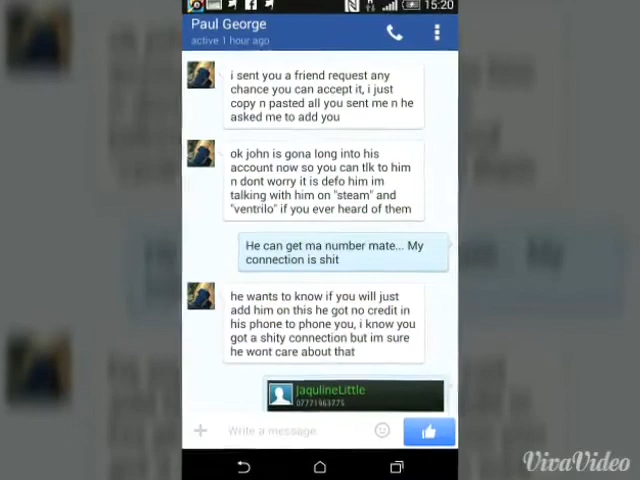 15:20
Paul George
active 1 hour ago
i sent you a friend request any
chance you can accept it, i just
copy n pasted all you sent me n he
asked me to add you
ok john is gona long into his
account now so you can tlk to him
n dont worry it is defo him im
talking with him on "steam" and
"ventrilo" if you ever heard of them
He can get ma number mate... My
connection is shit
he wants to know if you will just
add him on this he got no credit in
his phone to phone you, i know you
got a shity connection but im sure
he wont care about that
JaqulineLittle
07771963775
Write a message
VivaVideo